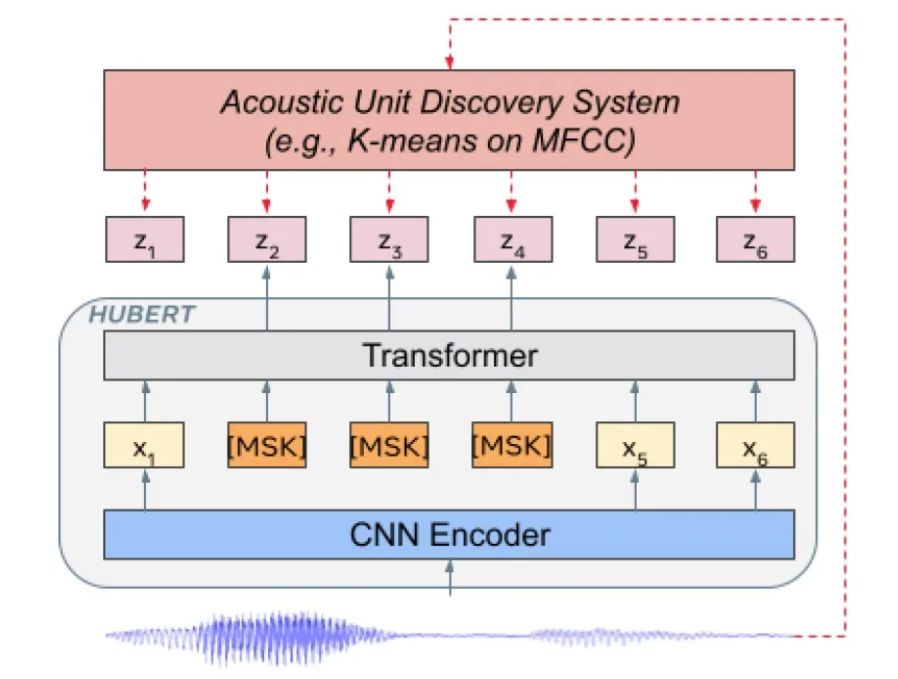 Acoustic Unit Discovery System
(e.g., K-means on MFCC)
z1 z2 z3 z4 z5 z6
HUBERT
Transformer
x1 [MSK] [MSK] [MSK] x5 x6
CNN Encoder